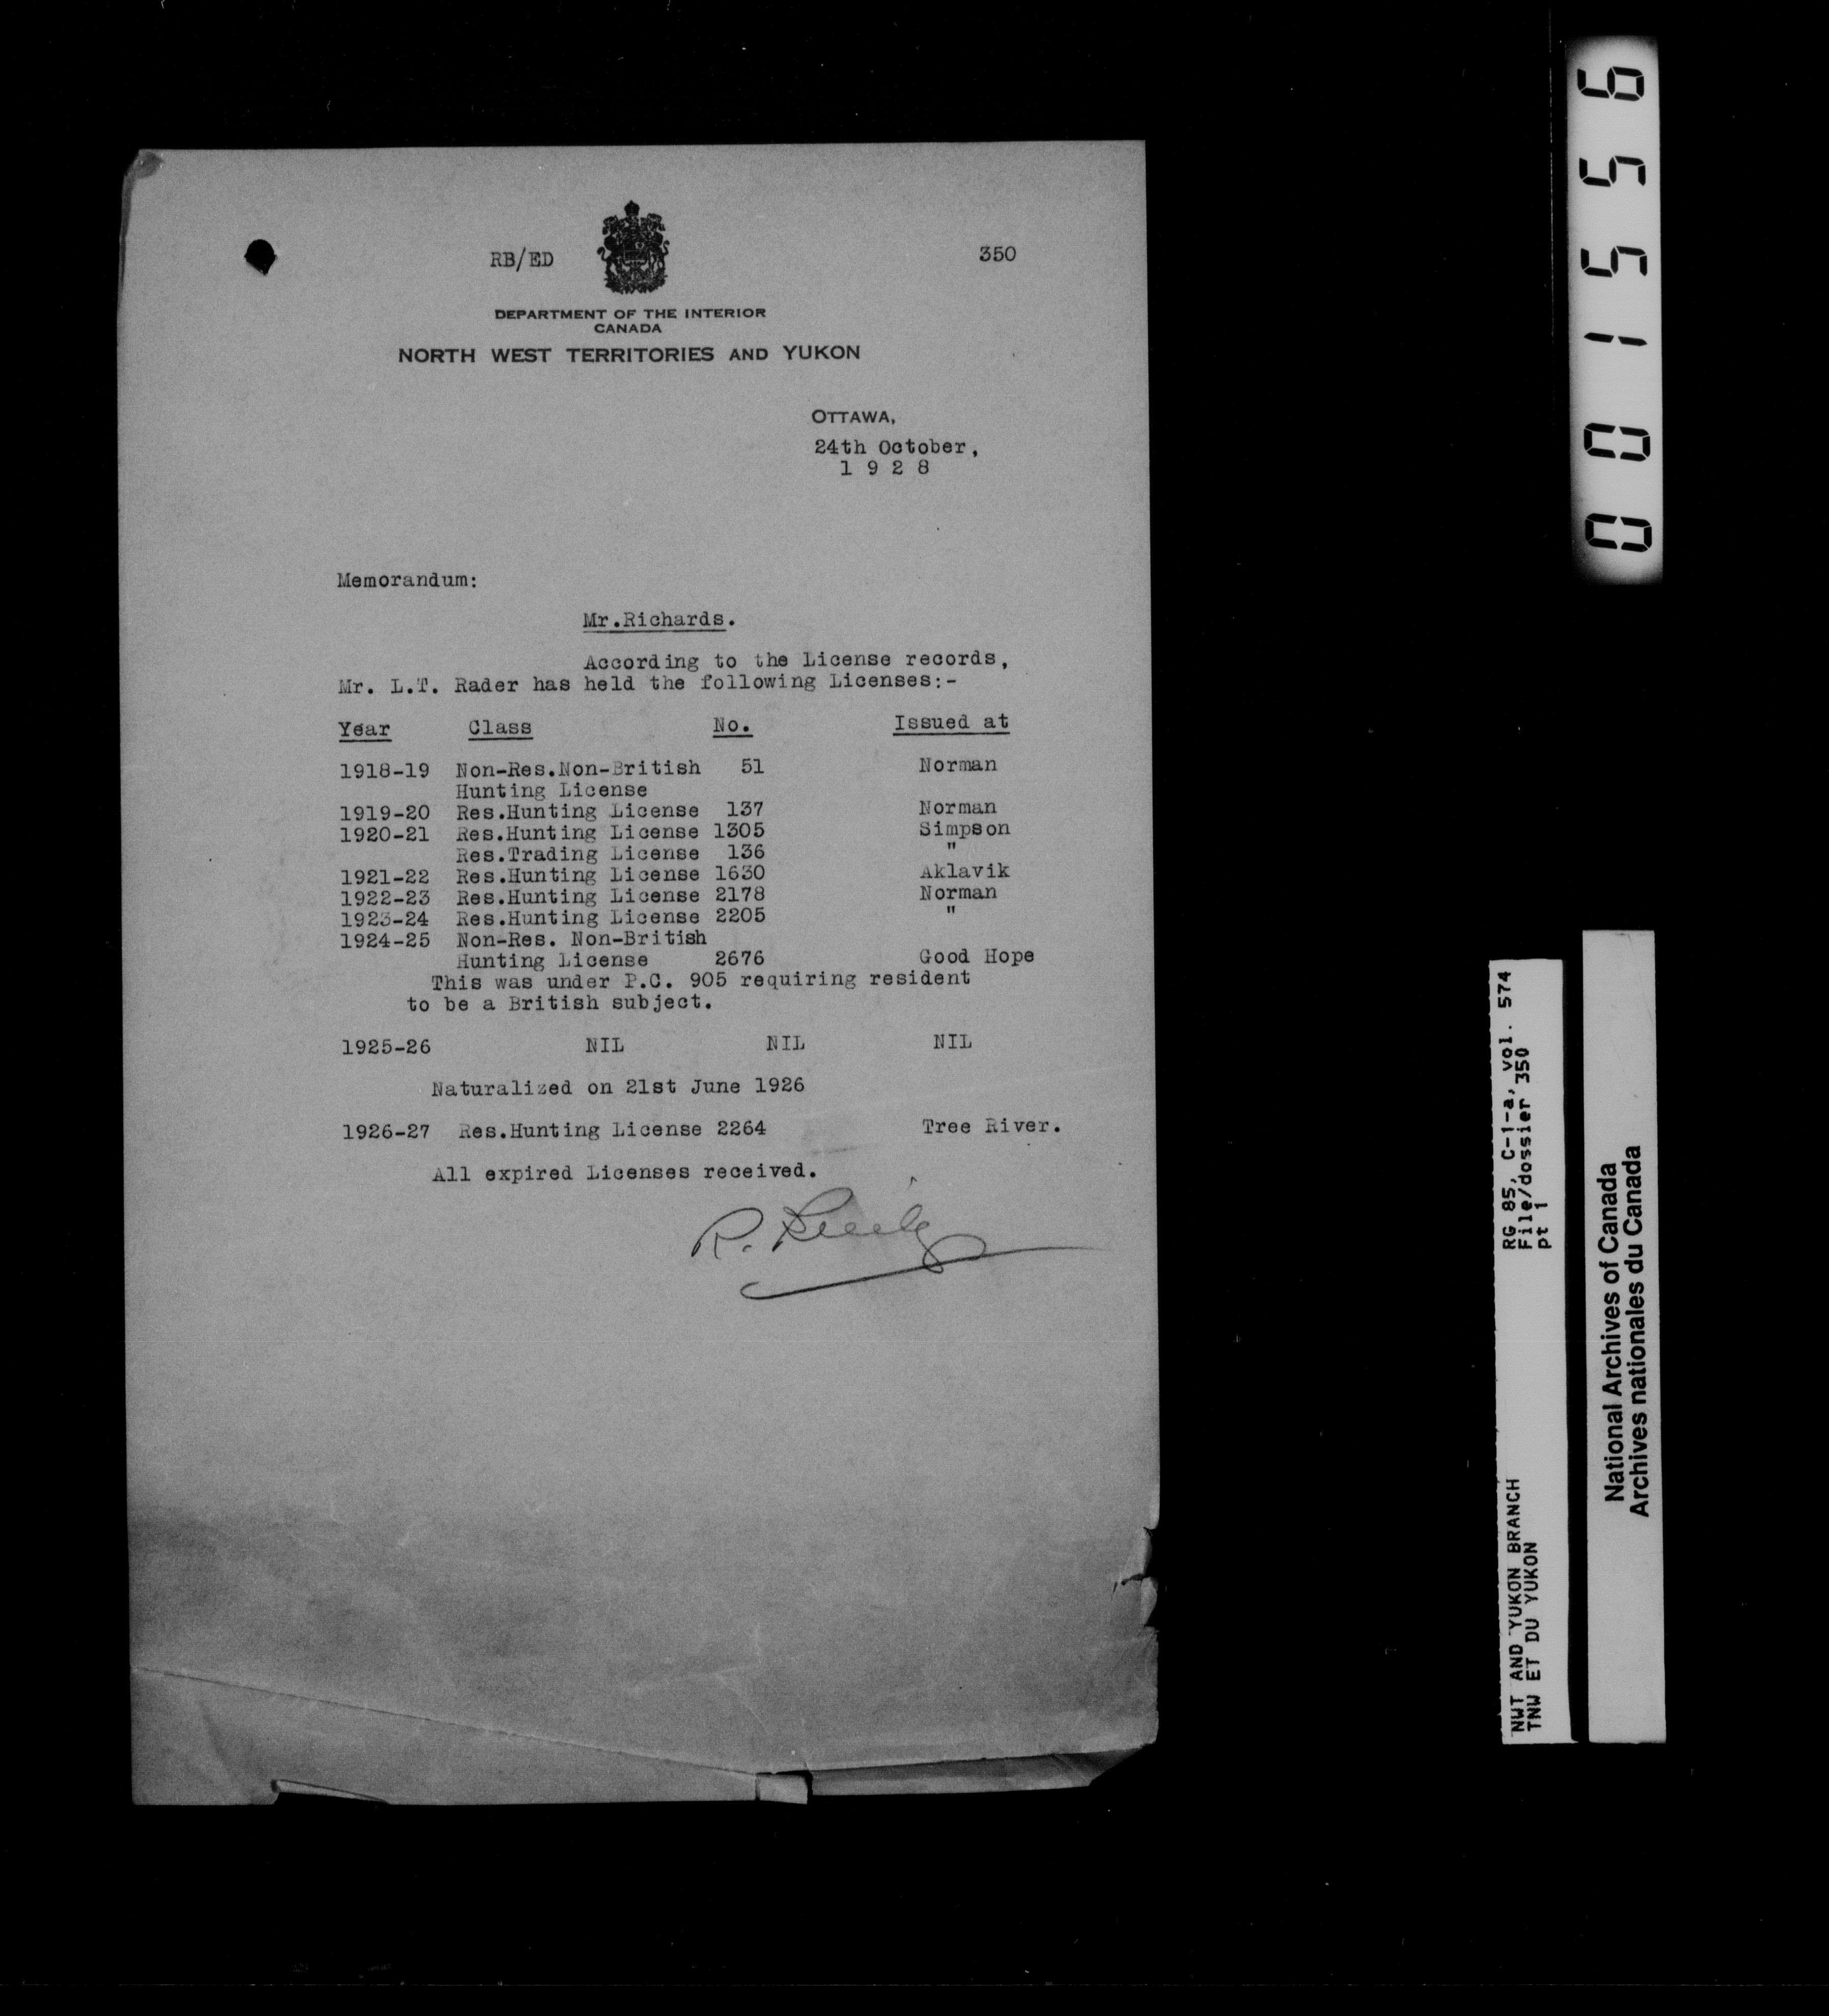 RB/ED
350
DEPARTMENT OF THE INTERIOR
CANADA
NORTH WEST TERRITORIES AND YUKON
OTTAWA,
24th October,
1 9 2 8
Memorandum:
Mr.Richards.
According to the License records,
Mr. L.T. Rader has held the following Licenses:-
Year Class No. Issued at
1918-19 Non-Res.Non-British 51 Norman
Hunting License
1919-20 Res.Hunting License 137 Norman
1920-21 Res.Hunting License 1305 Simpson
Res.Trading License 136 "
1921-22 Res.Hunting License 1630 Aklavik
1922-23 Res.Hunting License 2178 Norman
1923-24 Res.Hunting License 2205 "
1924-25 Non-Res. Non-British
Hunting License 2676 Good Hope
This was under P.C. 905 requiring resident
to be a British subject.
1925-26 NIL NIL NIL
Naturalized on 21st June 1926
1926-27 Res.Hunting License 2264 Tree River.
All expired Licenses received.
R.
001556
NWT AND YUKON BRANCH RG 85, C-1-a, vol. 574
TNW ET DU YUKON File/dossier 350
pt 1
National Archives of Canada
Archives nationales du Canada